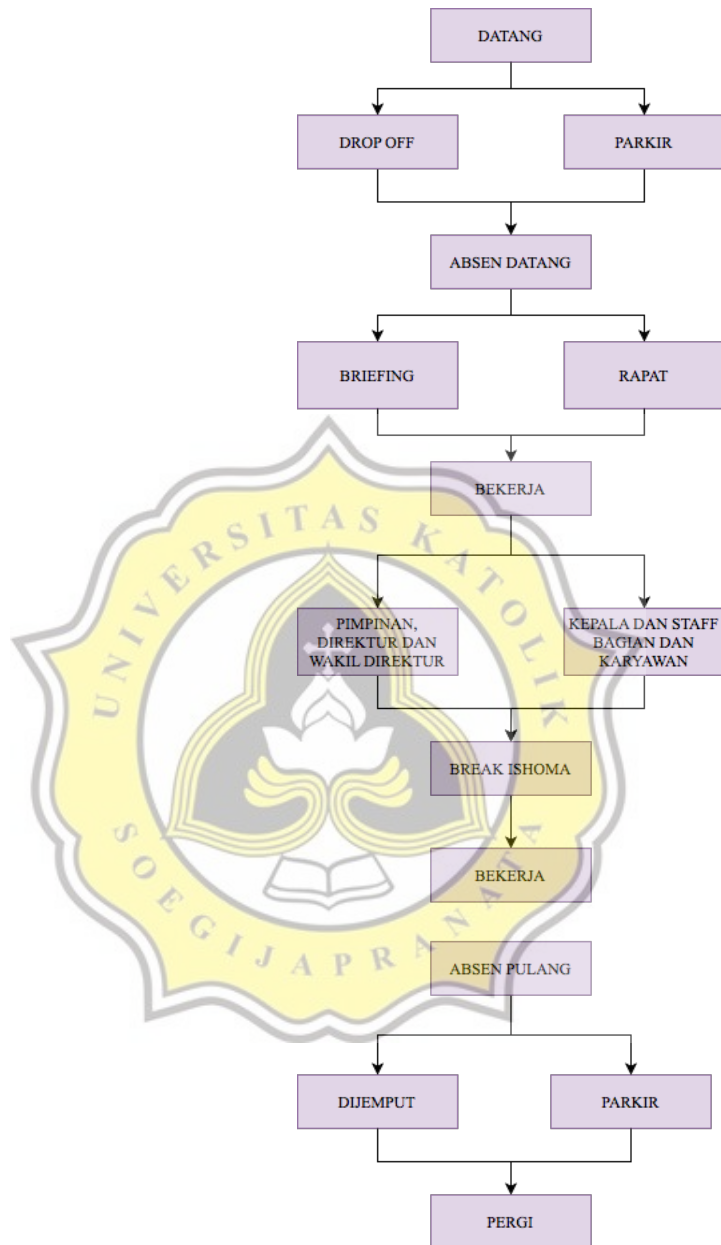 DATANG
DROP OFF
PARKIR
ABSEN DATANG
BRIEFING
RAPAT
BEKERJA
PIMPINAN,
DIREKTUR DAN
WAKIL DIREKTUR
KEPALA DAN STAFF
BAGIAN DAN
KARYAWAN
BREAK ISHOMA
BEKERJA
ABSEN PULANG
DIJEMPUT
PARKIR
PERGI
UNIVERSITAS KATOLIK
SOEGIJAPRANATA